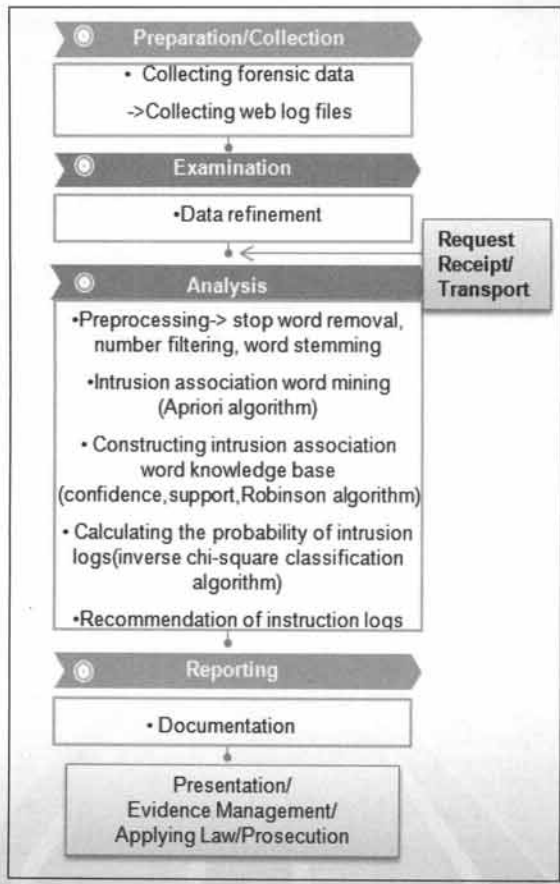 Preparation/Collection
• Collecting forensic data
->Collecting web log files
Examination
•Data refinement
Request
Receipt/
Transport
Analysis
•Preprocessing-> stop word removal,
number filtering, word stemming
•Intrusion association word mining
(Apriori algorithm)
• Constructing intrusion association
word knowledge base
(confidence,support,Robinson algorithm)
• Calculating the probability of intrusion
logs(inverse chi-square classification
algorithm)
•Recommendation of instruction logs
Reporting
• Documentation
Presentation/
Evidence Management/
Applying Law/Prosecution